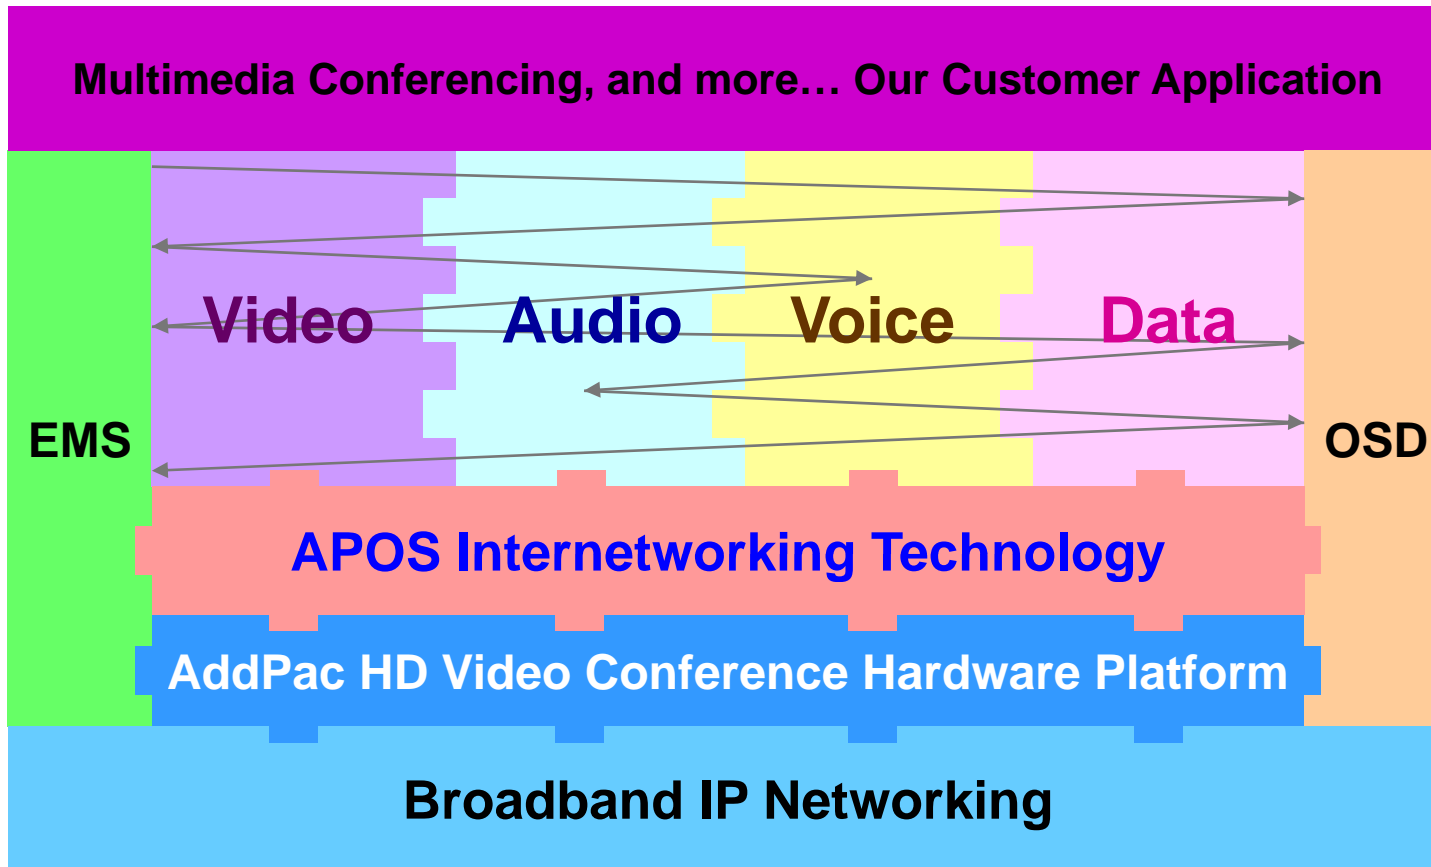 Multimedia Conferencing, and more… Our Customer Application
Video Audio Voice Data
EMS
OSD
APOS Internetworking Technology
AddPac HD Video Conference Hardware Platform
Broadband IP Networking